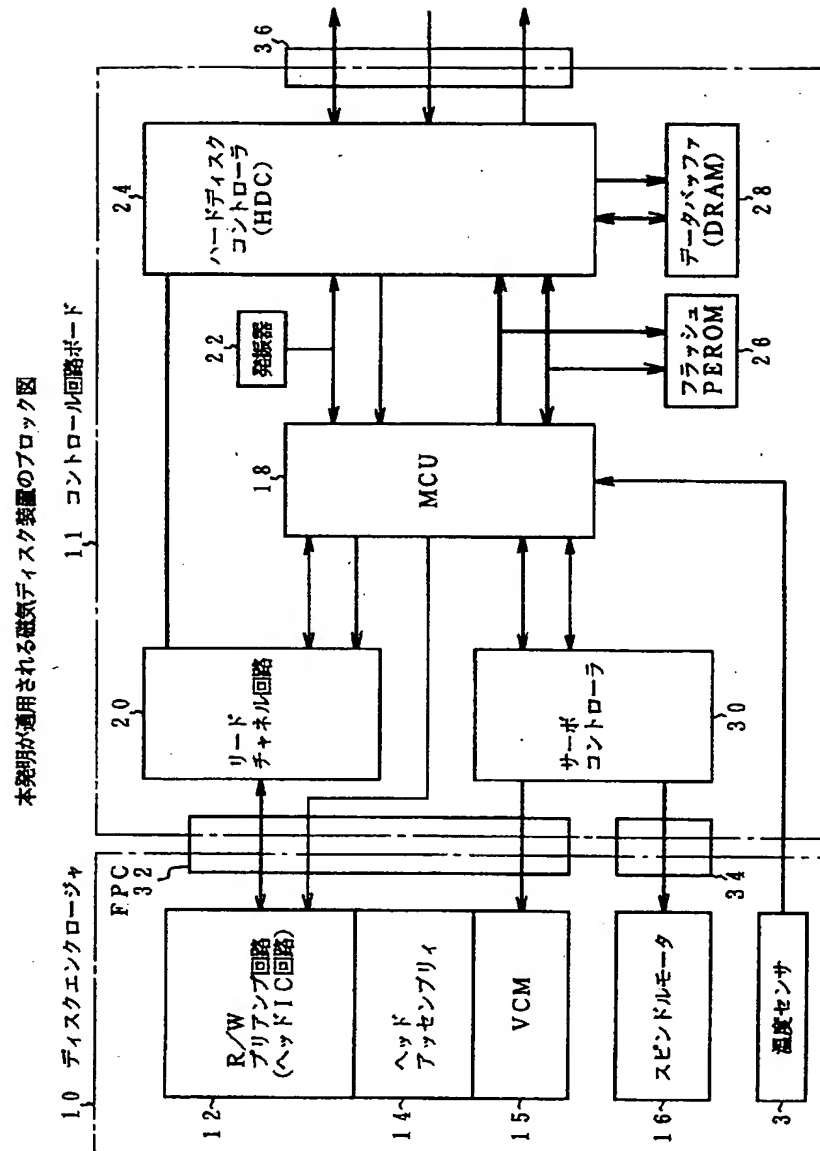 本発明が適用される磁気ディスク装置のブロック図
10 ディスクエンクロージャ
11 コントロール回路ボード
FPC
32
36
12
R/W
プリアンプ回路
(ヘッドIC回路)
14
ヘッド
アッセンブリィ
15
VCM
16
スピンドルモータ
3
温度センサ
34
20
リード
チャネル回路
サーボ
コントローラ
30
18
MCU
22
発振器
24
ハードディスク
コントローラ
(HDC)
フラッシュ
PEROM
26
データバッファ
(DRAM)
28